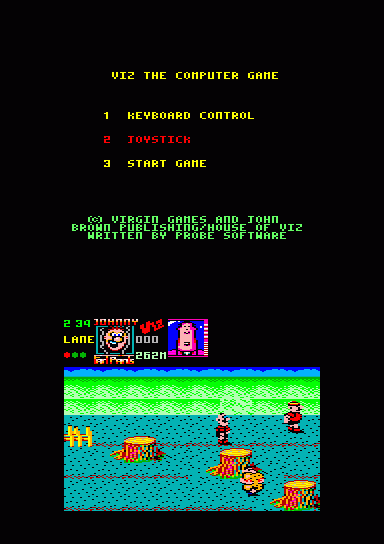 VIZ THE COMPUTER GAME
1 KEYBOARD CONTROL
2 JOYSTICK
3 START GAME
(C) VIRGIN GAMES AND JOHN
BROWN PUBLISHING/HOUSE OF VIZ
WRITTEN BY PROBE SOFTWARE
2 34 JOHNNY Viz
LANE 000
262M